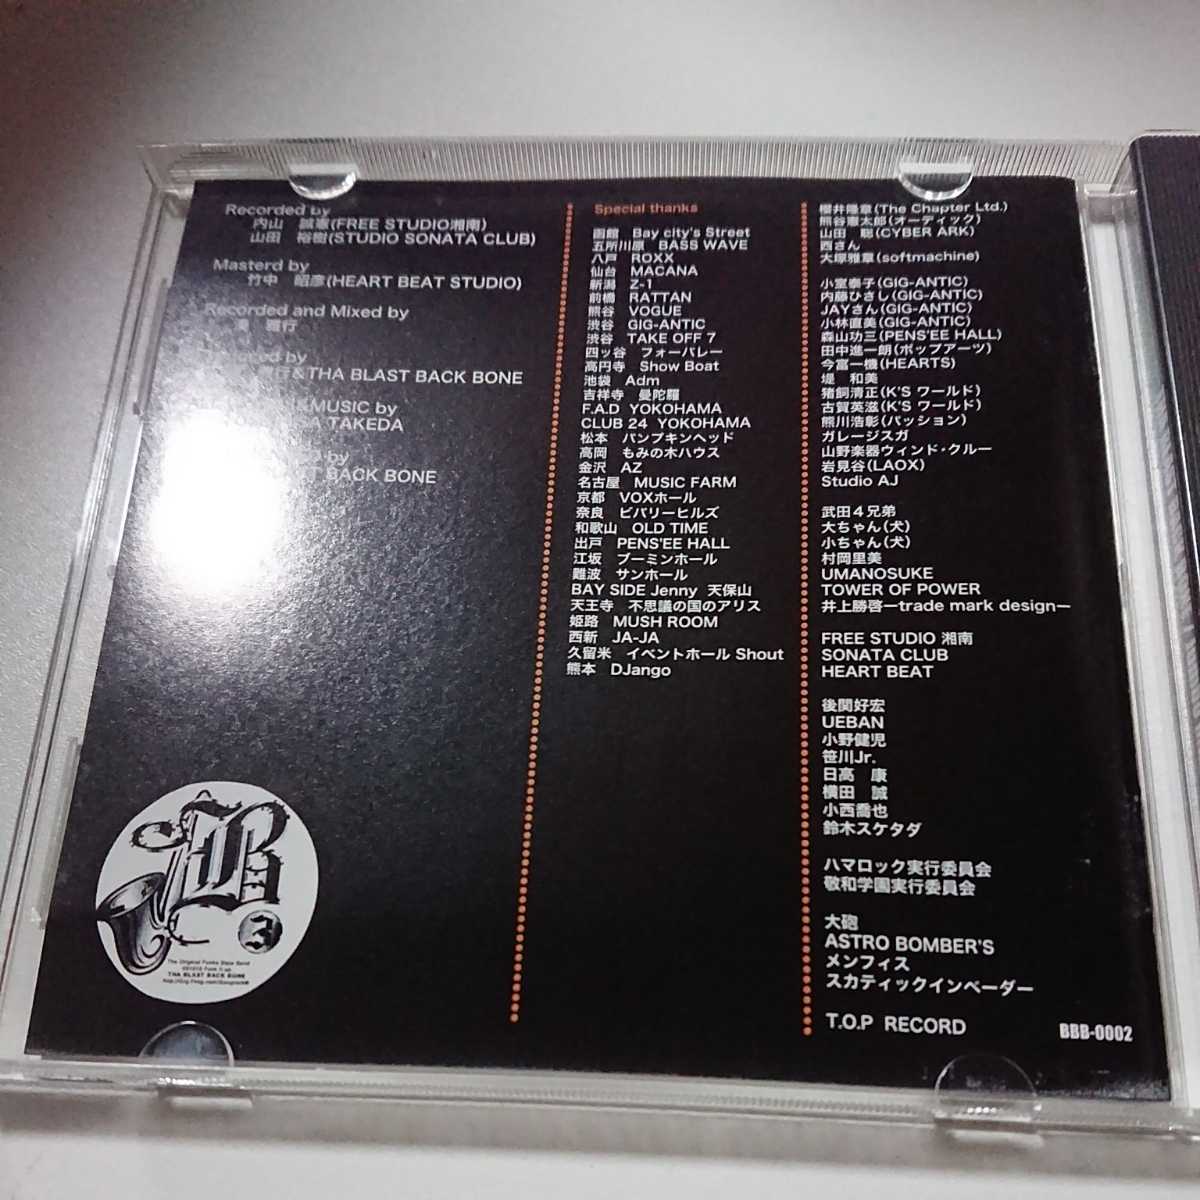 Recorded by
内山 誠憲(FREE STUDIO湘南)
山田 裕樹(STUDIO SONATA CLUB)
Masterd by
竹中 昭彦(HEART BEAT STUDIO)
Recorded and Mixed by
雅行
by
行&THA BLAST BACK BONE
&MUSIC by
TAKEDA
by
BACK BONE
Special thanks
函館 Bay city's Street
五所川原 BASS WAVE
八戸 ROXX
仙台 MACANA
新潟 Z-1
前橋 RATTAN
熊谷 VOGUE
渋谷 GIG-ANTIC
渋谷 TAKE OFF 7
四ッ谷 フォーバレー
高円寺 Show Boat
池袋 Adm
吉祥寺 曼陀羅
F.A.D YOKOHAMA
CLUB 24 YOKOHAMA
松本 パンプキンヘッド
高岡 もみの木ハウス
金沢 AZ
名古屋 MUSIC FARM
京都 VOXホール
奈良 ビバリーヒルズ
和歌山 OLD TIME
出戸 PENS'EE HALL
江坂 ブーミンホール
難波 サンホール
BAY SIDE Jenny 天保山
天王寺 不思議の国のアリス
姫路 MUSH ROOM
西新 JA-JA
久留米 イベントホール Shout
熊本 DJango
櫻井隆章(The Chapter Ltd.)
熊谷憲太郎(オーディック)
山田 聡(CYBER ARK)
西さん
大塚雅章(softmachine)
小室泰子(GIG-ANTIC)
内藤ひさし(GIG-ANTIC)
JAYさん(GIG-ANTIC)
小林直美(GIG-ANTIC)
森山功三(PENS'EE HALL)
田中進一朗(ポップアーツ)
今富一機(HEARTS)
堤 和美
猪飼清正(K'S ワールド)
古賀英滋(K'S ワールド)
熊川浩彰(パッション)
ガレージスガ
山野楽器ウィンド・クルー
岩見谷(LAOX)
Studio AJ
武田4兄弟
大ちゃん(犬)
小ちゃん(犬)
村岡里美
UMANOSUKE
TOWER OF POWER
井上勝啓ーtrade mark designー
FREE STUDIO 湘南
SONATA CLUB
HEART BEAT
後関好宏
UEBAN
小野健児
笹川Jr.
日高 康
横田 誠
小西喬也
鈴木スケタダ
ハマロック実行委員会
敬和学園実行委員会
大砲
ASTRO BOMBER'S
メンフィス
スカティックインベーダー
T.O.P RECORD
BBB-0002
B
3
THA BLAST BACK BONE